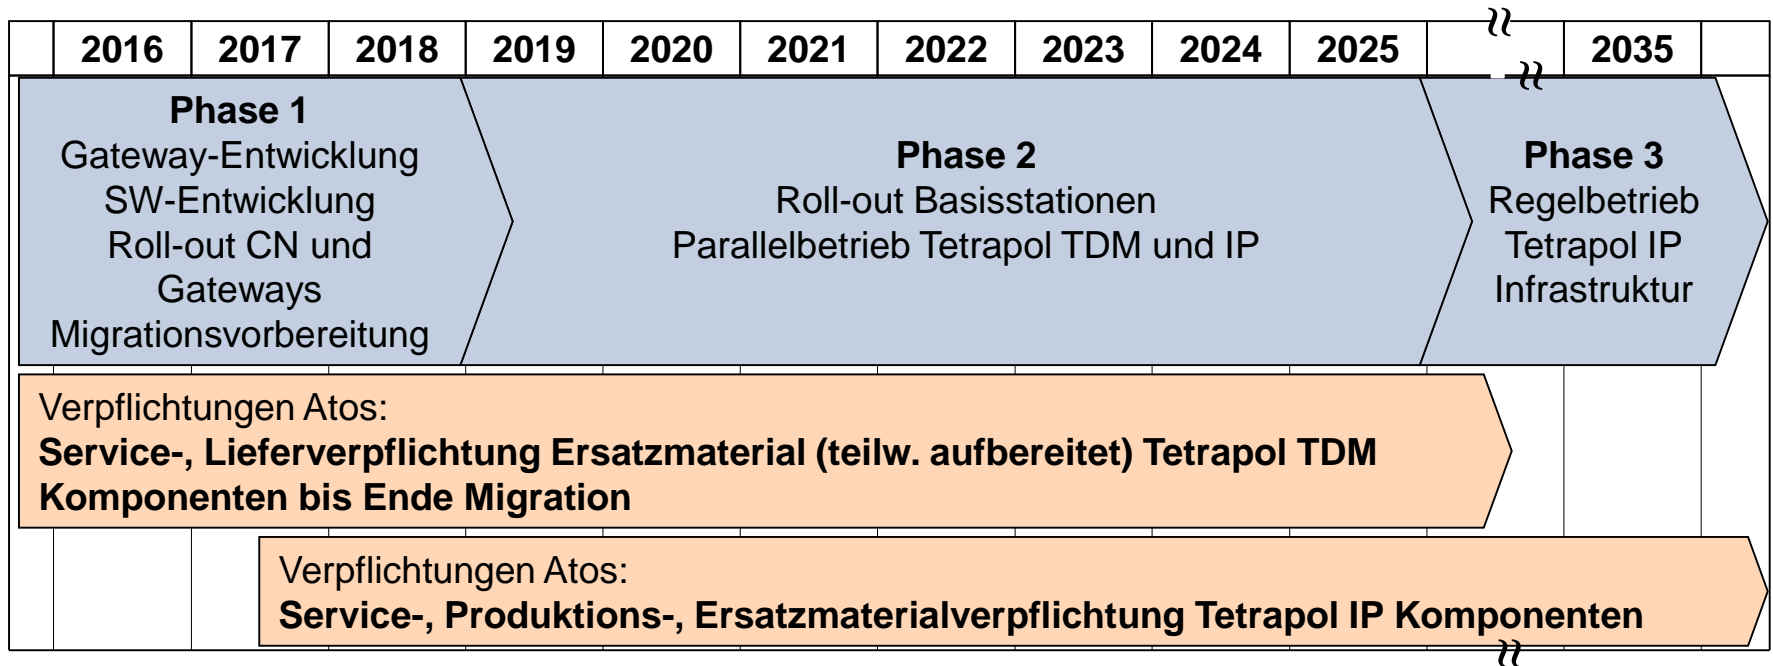 2016 2017 2018 2019 2020 2021 2022 2023 2024 2025 2035
Phase 1
Gateway-Entwicklung
SW-Entwicklung
Roll-out CN und
Gateways
Migrationsvorbereitung
Phase 2
Roll-out Basisstationen
Parallelbetrieb Tetrapol TDM und IP
Phase 3
Regelbetrieb
Tetrapol IP
Infrastruktur
Verpflichtungen Atos:
Service-, Lieferverpflichtung Ersatzmaterial (teilw. aufbereitet) Tetrapol TDM
Komponenten bis Ende Migration
Verpflichtungen Atos:
Service-, Produktions-, Ersatzmaterialverpflichtung Tetrapol IP Komponenten